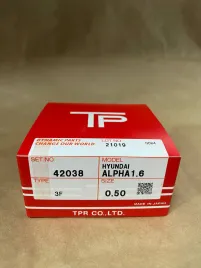 TP
DYNAMIC PARTS
CHANGE OUR WORLD
LOT NO.
21019
SET.NO
42038
MODEL
HYUNDAI
ALPHA1.6
TYPE
3F
SIZE
0.50
MADE IN JAPAN
TPR CO.,LTD.